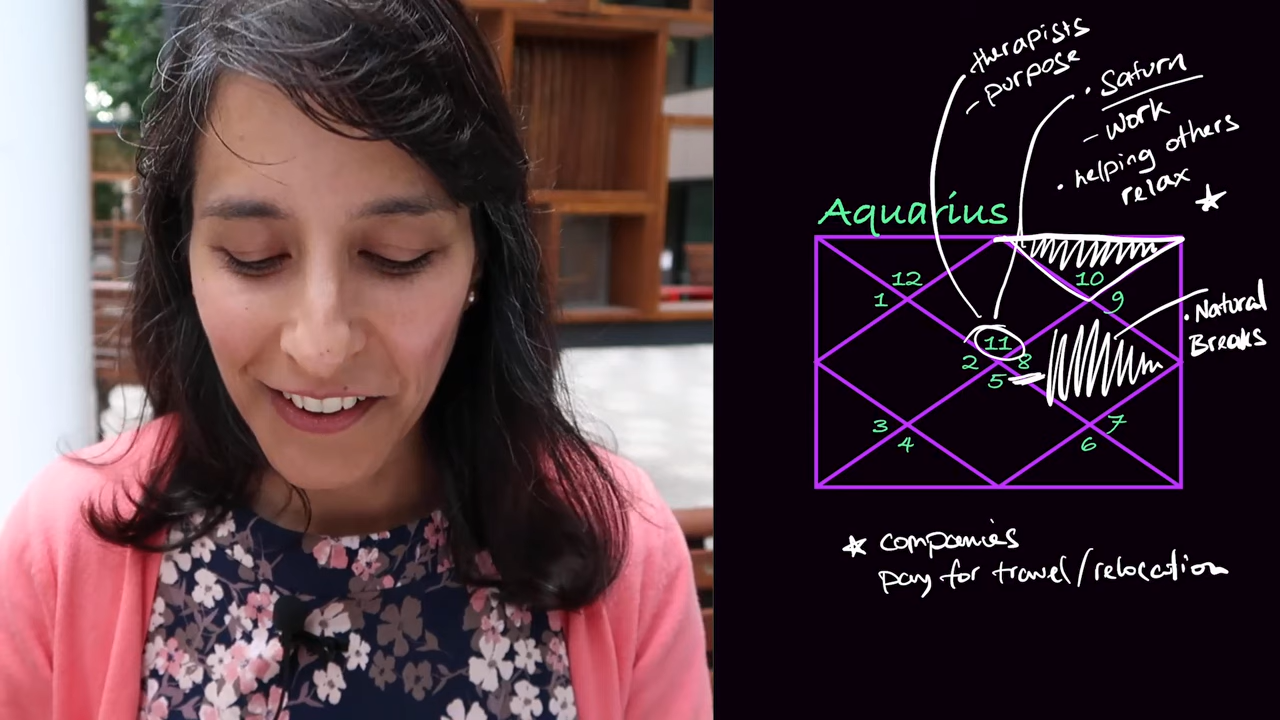 therapists
- purpose
• Saturn
- work
• helping others
relax
Aquarius
12
10
1
9
• Natural
Breaks
11
2
8
5
3
7
4
6
companies
pay for travel/relocation